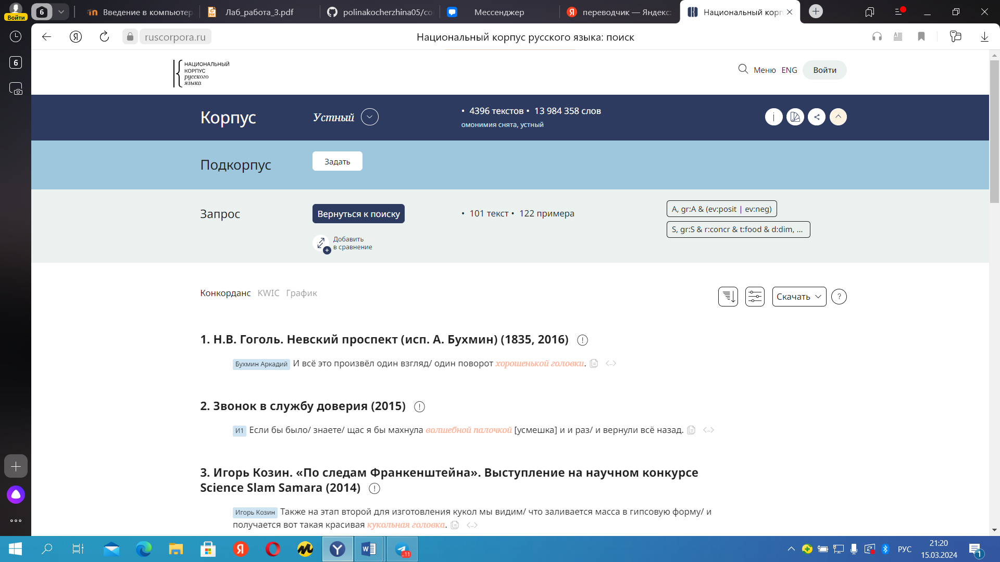 Войти
6
Введение в компьютер
Лаб_работа_3.pdf
polinakocherzhina05/co
Мессенджер
переводчик — Яндекс:
Национальный корп
ruscorpora.ru
Национальный корпус русского языка: поиск
6
НАЦИОНАЛЬНЫЙ
КОРПУС
русского
языка
Меню ENG Войти
Корпус
Устный
• 4396 текстов • 13 984 358 слов
омонимия снята, устный
Подкорпус
Задать
Запрос
Вернуться к поиску
• 101 текст • 122 примера
A, gr:A & (ev:posit | ev:neg)
S, gr:S & r:concr & t:food & d:dim, ...
Добавить
в сравнение
Конкорданс KWIC График
Скачать
?
1. Н.В. Гоголь. Невский проспект (исп. А. Бухмин) (1835, 2016)
Бухмин Аркадий И всё это произвёл один взгляд/ один поворот хорошенькой головки.
2. Звонок в службу доверия (2015)
И1 Если бы было/ знаете/ щас я бы махнула волшебной палочкой [усмешка] и и раз/ и вернули всё назад.
3. Игорь Козин. «По следам Франкенштейна». Выступление на научном конкурсе
Science Slam Samara (2014)
Игорь Козин Также на этап второй для изготовления кукол мы видим/ что заливается масса в гипсовую форму/ и
получается вот такая красивая кукольная головка.
РУС
21:20
15.03.2024
1
..11